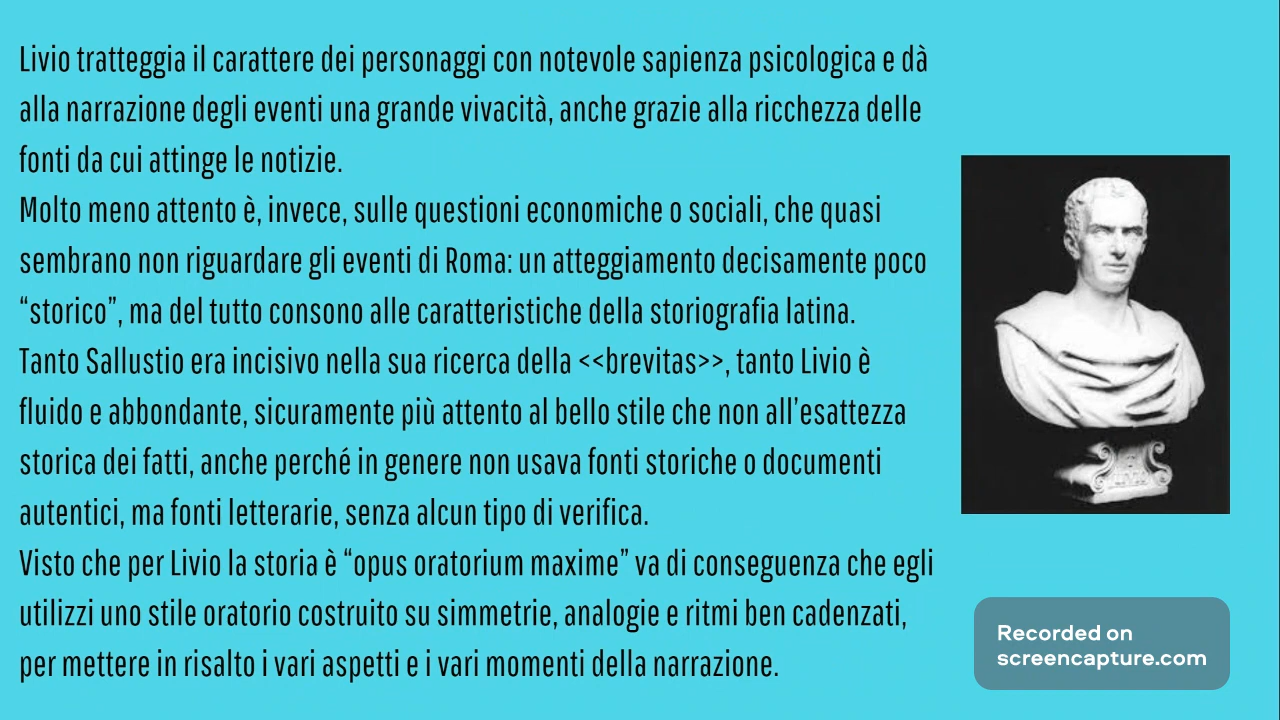 Livio tratteggia il carattere dei personaggi con notevole sapienza psicologica e dà
alla narrazione degli eventi una grande vivacità, anche grazie alla ricchezza delle
fonti da cui attinge le notizie.
Molto meno attento è, invece, sulle questioni economiche o sociali, che quasi
sembrano non riguardare gli eventi di Roma: un atteggiamento decisamente poco
“storico”, ma del tutto consono alle caratteristiche della storiografia latina.
Tanto Sallustio era incisivo nella sua ricerca della <<brevitas>>, tanto Livio è
fluido e abbondante, sicuramente più attento al bello stile che non all’esattezza
storica dei fatti, anche perché in genere non usava fonti storiche o documenti
autentici, ma fonti letterarie, senza alcun tipo di verifica.
Visto che per Livio la storia è “opus oratorium maxime” va di conseguenza che egli
utilizzi uno stile oratorio costruito su simmetrie, analogie e ritmi ben cadenzati,
per mettere in risalto i vari aspetti e i vari momenti della narrazione.
Recorded on
screencapture.com